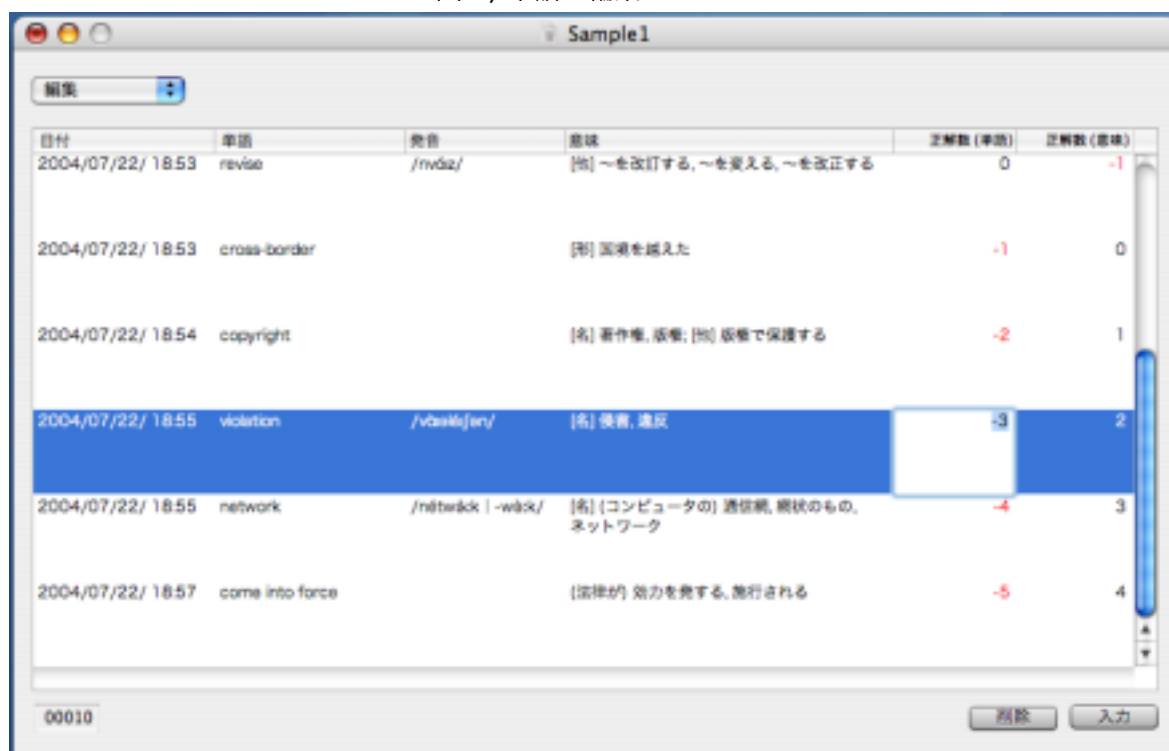 Sample1
編集
日付 単語 発音 意味 正解数 (単語) 正解数 (意味)
2004/07/22/ 18:53 revise [他] ～を改訂する, ～を変える, ～を改正する 0 -1
2004/07/22/ 18:53 cross-border [形] 国境を越えた -1 0
2004/07/22/ 18:54 copyright [名] 著作権, 版権; [他] 版権で保護する -2 1
2004/07/22/ 18:55 violation [名] 侵害, 違反 -3 2
2004/07/22/ 18:55 network [名] (コンピュータの) 通信網, 網状のもの, -4 3
ネットワーク
2004/07/22/ 18:57 come into force (法律が) 効力を発する, 施行される -5 4
00010 削除 入力